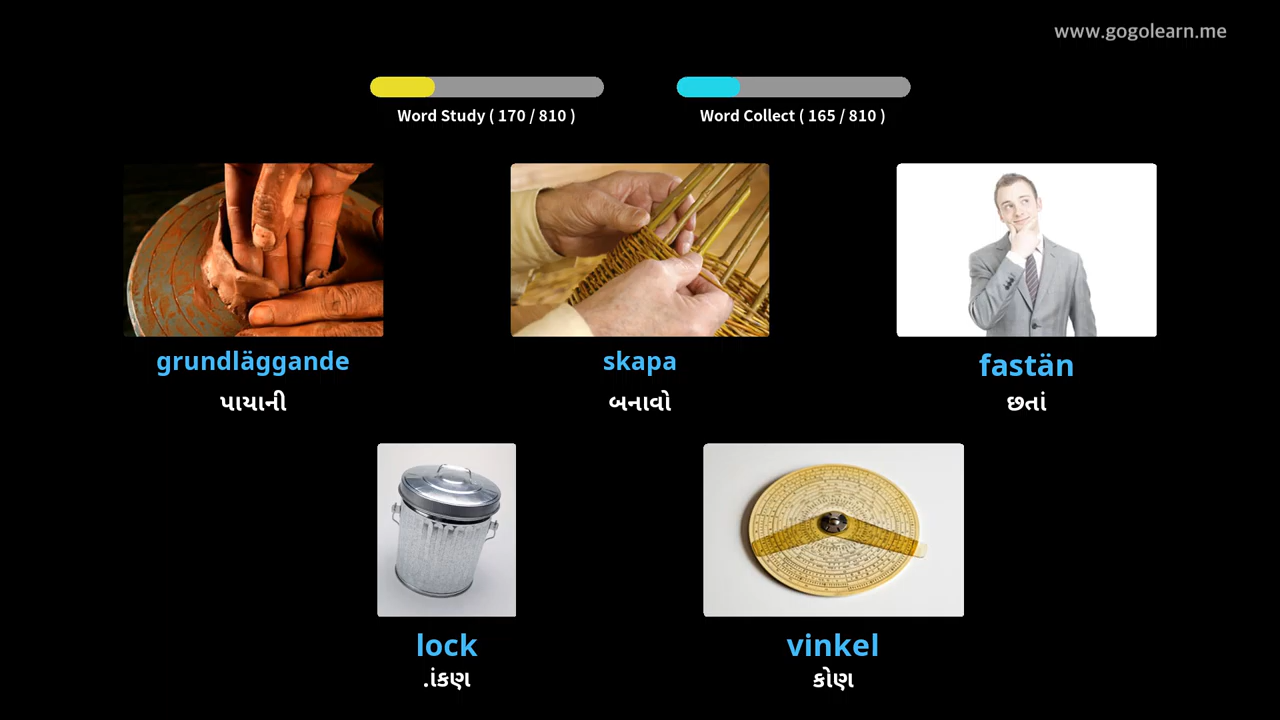 www.gogolearn.me
Word Study ( 170 / 810 )
Word Collect ( 165 / 810 )
grundläggande
skapa
fastän
પાયાની
બનાવો
છતાં
lock
vinkel
.ાંકણ
કોણ